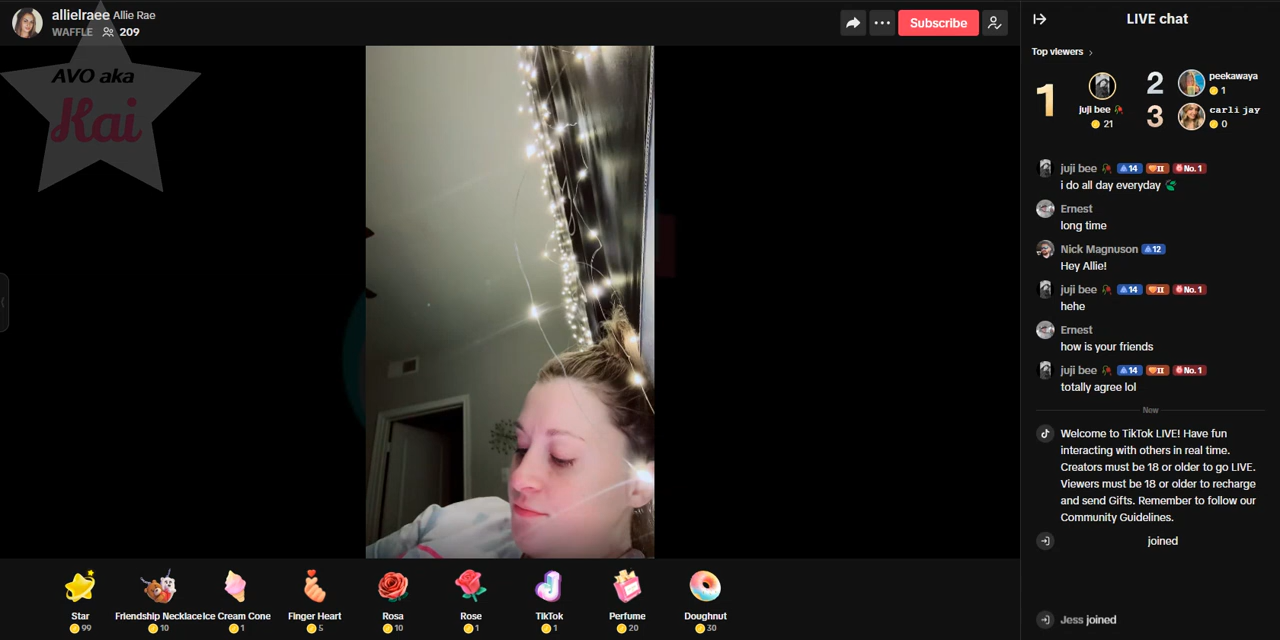 allielraee Allie Rae
WAFFLE 209
AVO aka
Kai
Subscribe
LIVE chat
Top viewers
1
juji bee
21
2
peekawaya
1
3
carli jay
0
juji bee 14 II No. 1
i do all day everyday
Ernest
long time
Nick Magnuson 12
Hey Allie!
juji bee 14 II No. 1
hehe
Ernest
how is your friends
juji bee 14 II No. 1
totally agree lol
Now
Welcome to TikTok LIVE! Have fun
interacting with others in real time.
Creators must be 18 or older to go LIVE.
Viewers must be 18 or older to recharge
and send Gifts. Remember to follow our
Community Guidelines.
joined
Jess joined
Star
99
Friendship Necklace
10
Ice Cream Cone
1
Finger Heart
5
Rosa
10
Rose
1
TikTok
1
Perfume
20
Doughnut
30